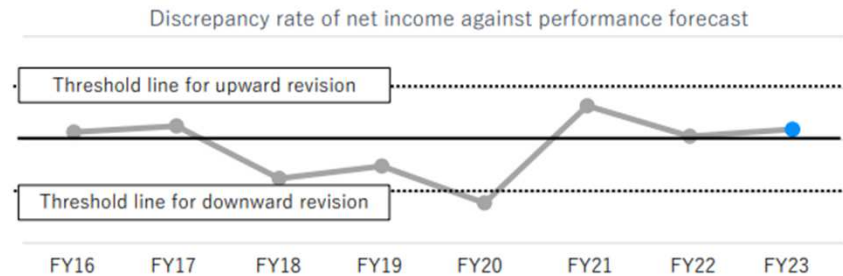 Discrepancy rate of net income against performance forecast
Threshold line for upward revision
Threshold line for downward revision
FY16 FY17 FY18 FY19 FY20 FY21 FY22 FY23